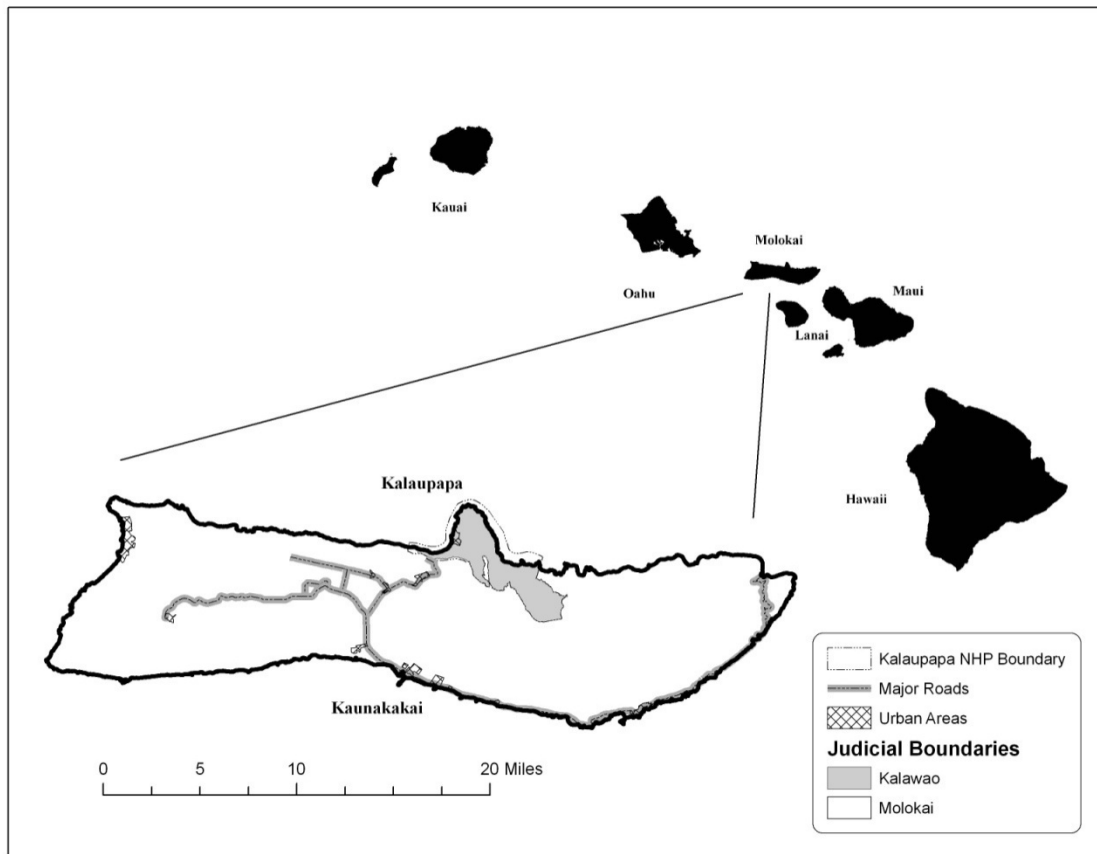 Kauai
Oahu
Molokai
Maui
Lanai
Hawaii
Kalaupapa
Kaunakakai
0 5 10 20 Miles
Kalaupapa NHP Boundary
Major Roads
Urban Areas
Judicial Boundaries
Kalawao
Molokai